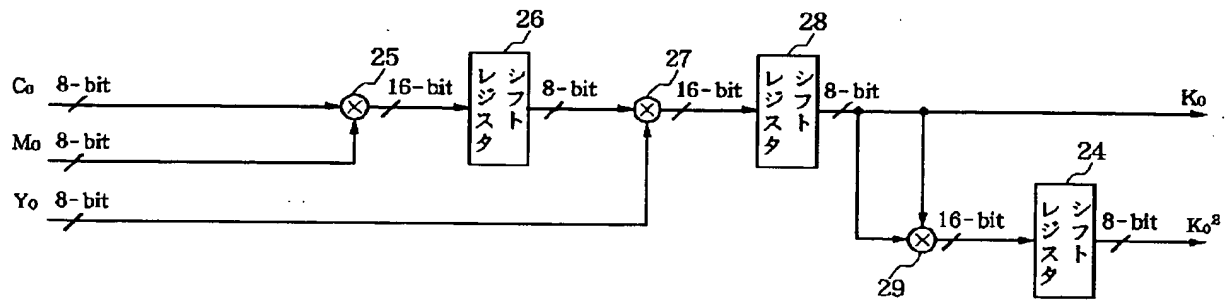 26
28
25
27
C₀ 8-bit
16-bit
シフト
レジスタ
8-bit
16-bit
シフト
レジスタ
8-bit
K₀
M₀ 8-bit
24
Y₀ 8-bit
16-bit
シフト
レジスタ
8-bit
K₀²
29